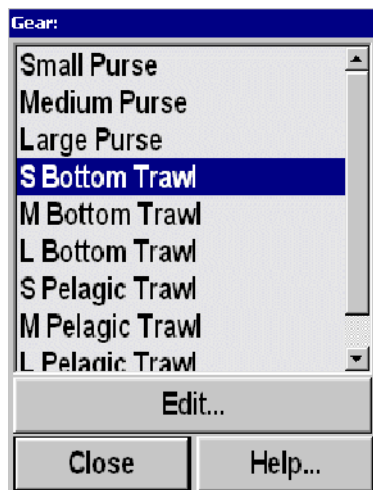 Gear:
Small Purse
Medium Purse
Large Purse
S Bottom Trawl
M Bottom Trawl
L Bottom Trawl
S Pelagic Trawl
M Pelagic Trawl
L Pelagic Trawl
Edit...
Close
Help...